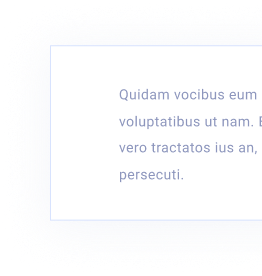 Quidam vocibus eum
voluptatibus ut nam. E
vero tractatos ius an,
persecuti.